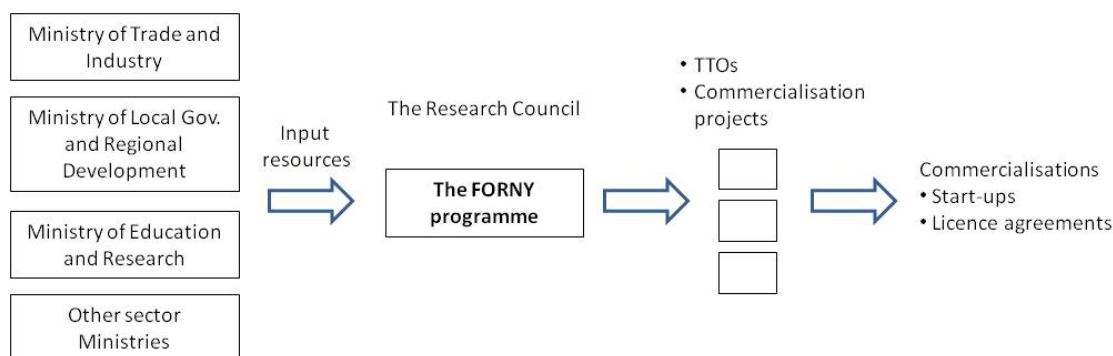 Ministry of Trade and
Industry
Ministry of Local Gov.
and Regional
Development
Ministry of Education
and Research
Other sector
Ministries
Input
resources
The Research Council
The FORNY
programme
• TTOs
• Commercialisation
projects
Commercialisations
• Start-ups
• Licence agreements